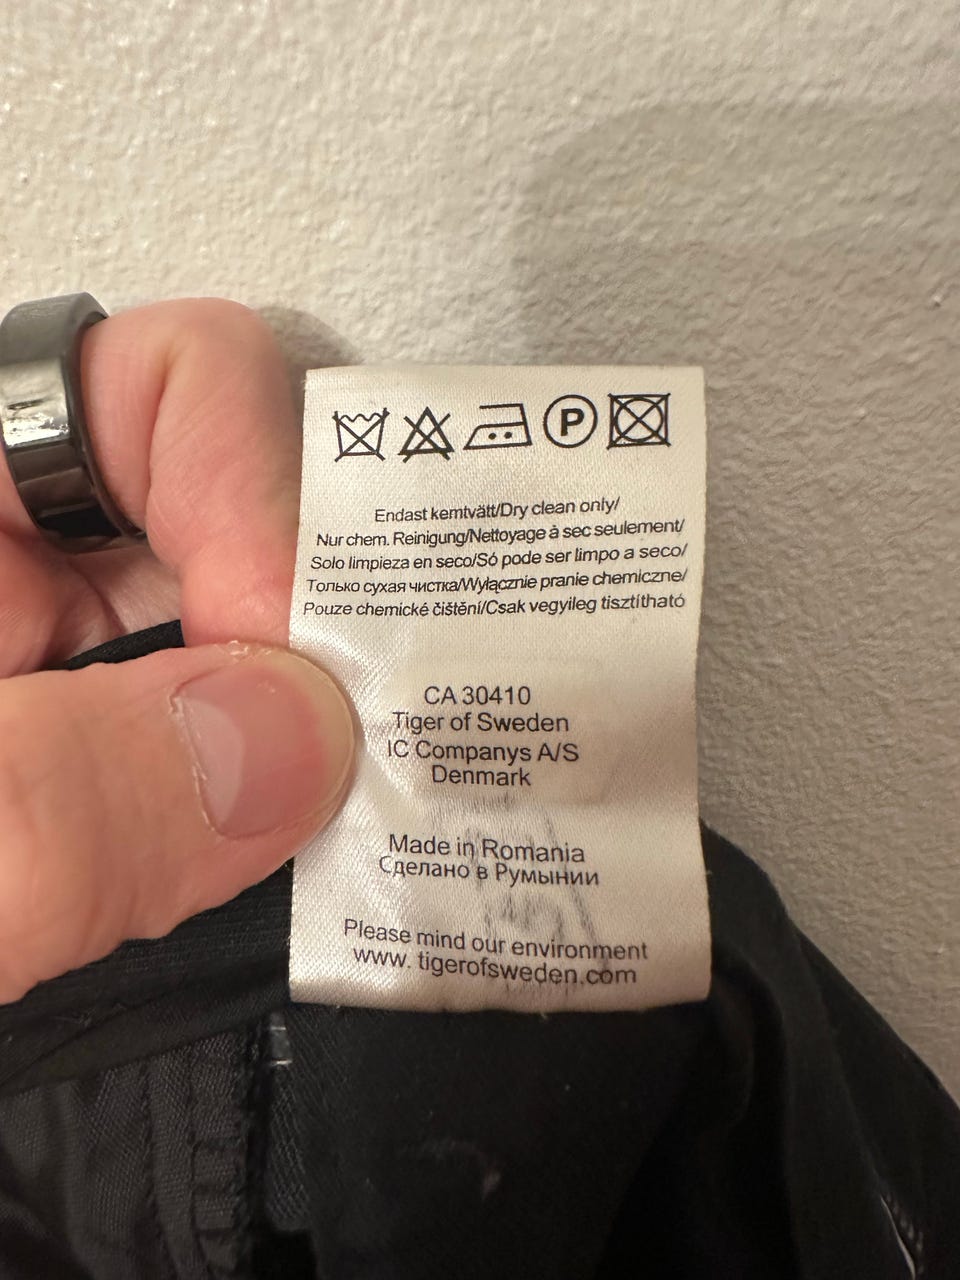 P
Endast kemtvätt/Dry clean only/
Nur chem. Reinigung/Nettoyage à sec seulement/
Solo limpieza en seco/Só pode ser limpo a seco/
Только сухая чистка/Wyłącznie pranie chemiczne/
Pouze chemické čištění/Csak vegyileg tisztítható
CA 30410
Tiger of Sweden
IC Companys A/S
Denmark
Made in Romania
Сделано в Румынии
Please mind our environment
www. tigerofsweden.com